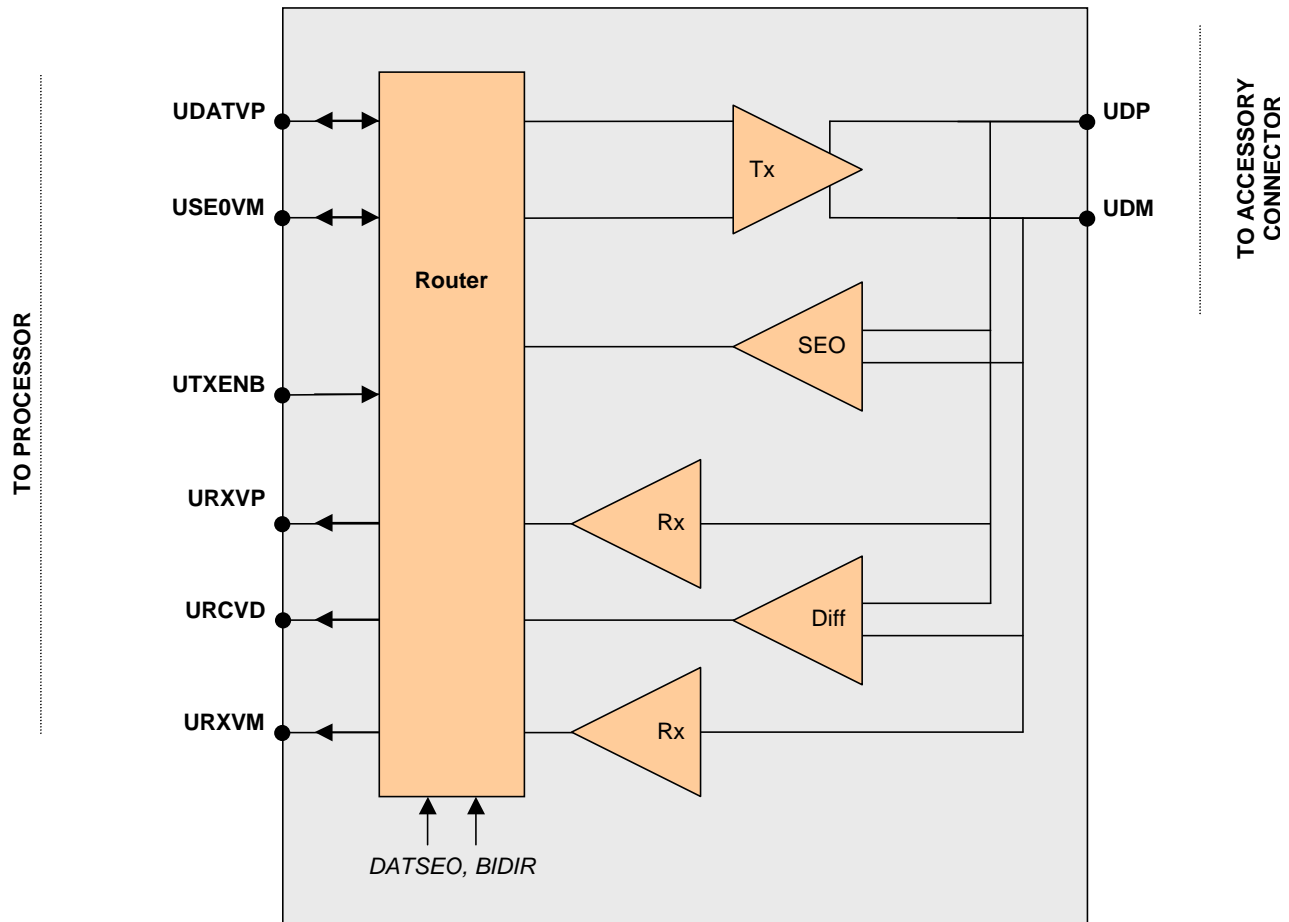 TO PROCESSOR
UDATVP
USE0VM
UTXENB
URXVP
URCVD
URXVM
Router
Tx
SEO
Rx
Diff
Rx
DATSEO, BIDIR
UDP
UDM
TO ACCESSORY
CONNECTOR